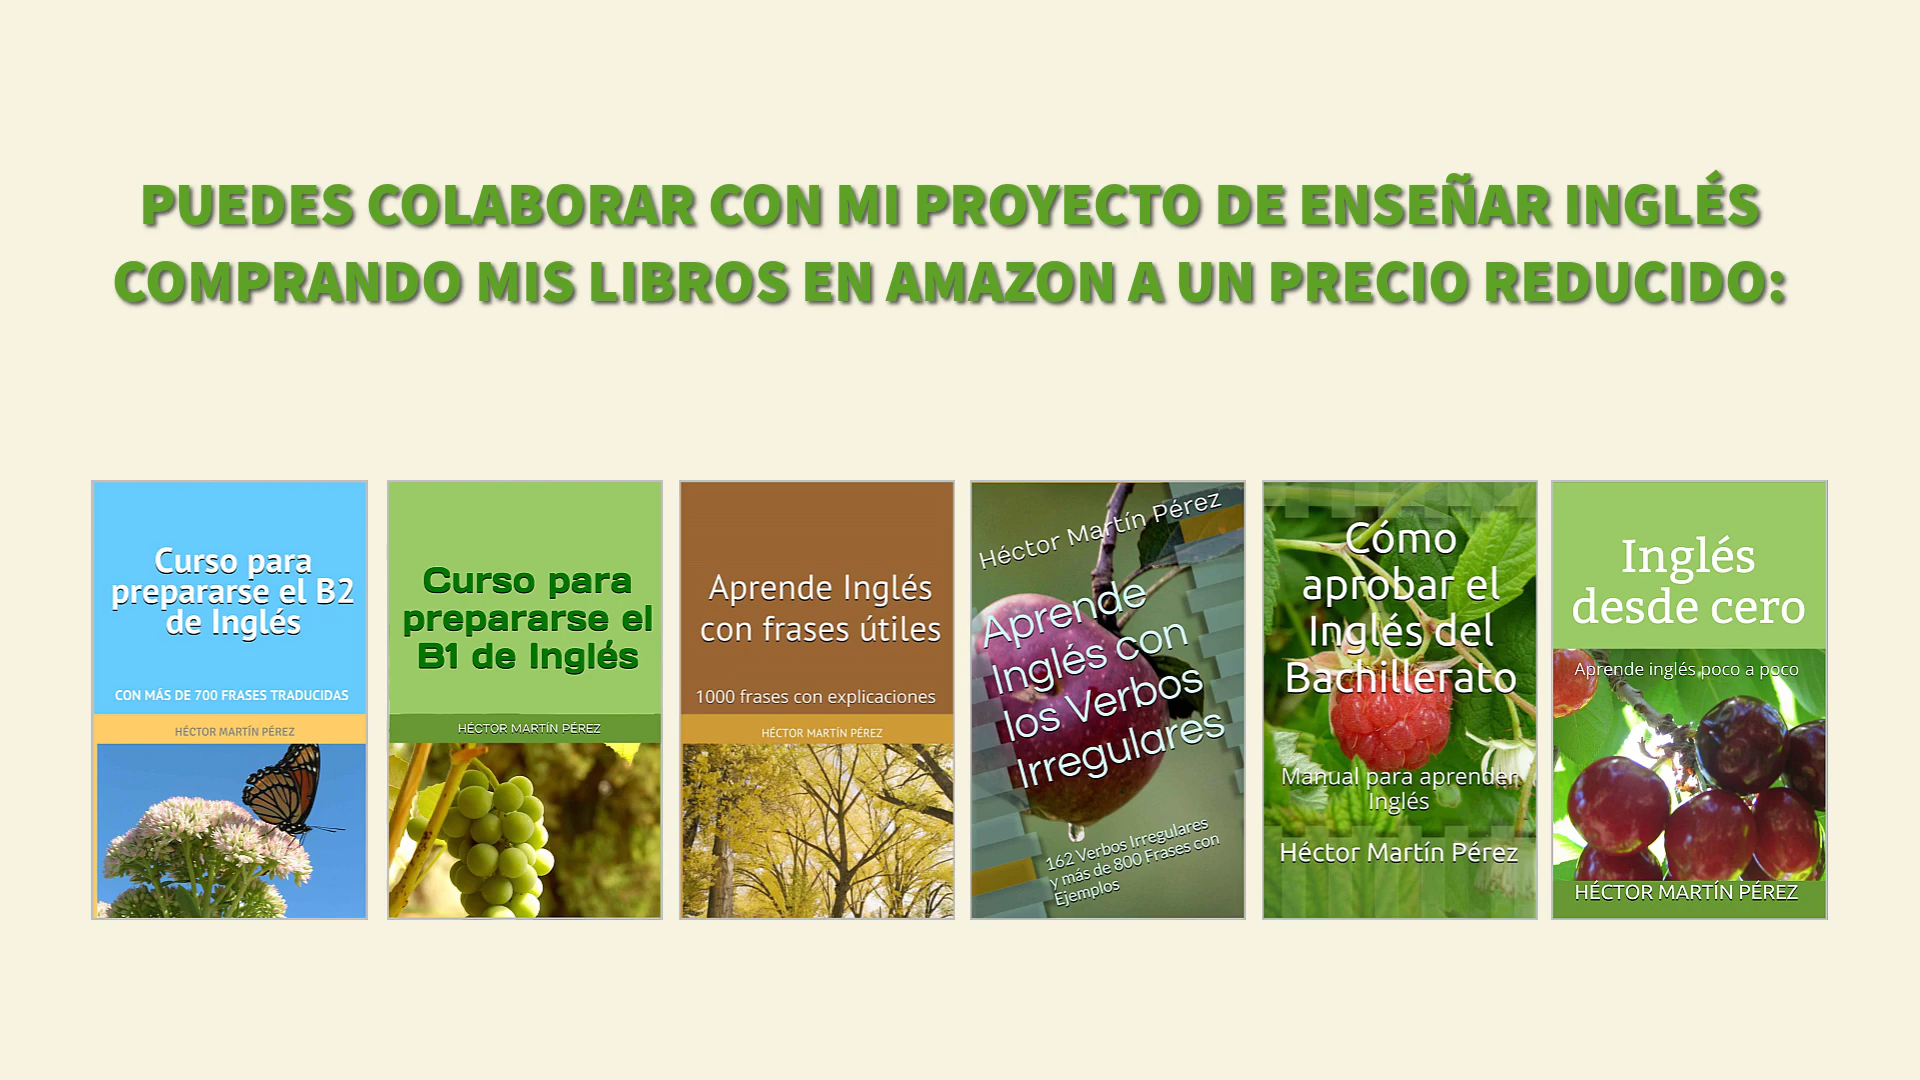 PUEDES COLABORAR CON MI PROYECTO DE ENSEÑAR INGLÉS
COMPRANDO MIS LIBROS EN AMAZON A UN PRECIO REDUCIDO:
Curso para
prepararse el B2
de Inglés
CON MÁS DE 700 FRASES TRADUCIDAS
HÉCTOR MARTÍN PÉREZ
Curso para
prepararse el
B1 de Inglés
HÉCTOR MARTÍN PÉREZ
Aprende Inglés
con frases útiles
1000 frases con explicaciones
HÉCTOR MARTÍN PÉREZ
Héctor Martín Pérez
Aprende
Inglés con
los Verbos
Irregulares
162 Verbos Irregulares
y más de 800 Frases con
Ejemplos
Cómo
aprobar el
Inglés del
Bachillerato
Manual para aprender
Inglés
Héctor Martín Pérez
Inglés
desde cero
Aprende inglés poco a poco
HÉCTOR MARTÍN PÉREZ